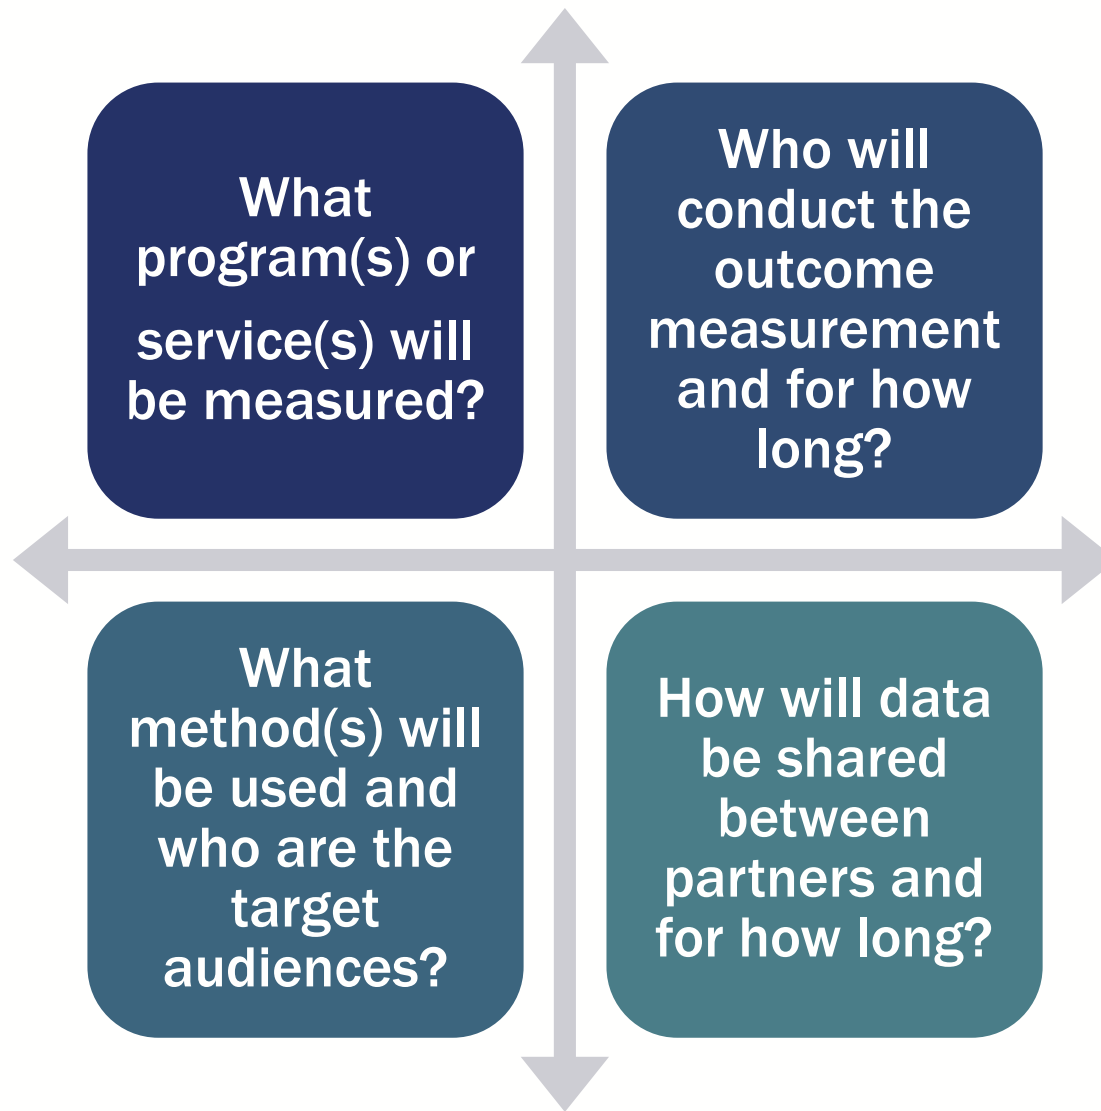 What
program(s) or
service(s) will
be measured?
Who will
conduct the
outcome
measurement
and for how
long?
What
method(s) will
be used and
who are the
target
audiences?
How will data
be shared
between
partners and
for how long?